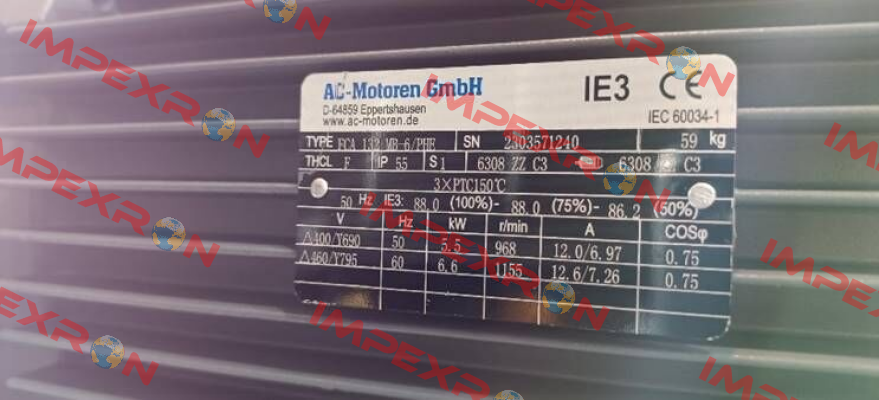 AC-Motoren GmbH IE3 CE
D-64859 Eppertshausen
www.ac-motoren.de IEC 60034-1
TYPE FCA 132 MB-6/PHE SN 2303571240 59 kg
THCL F IP 55 S1 6308 ZZ C3 6308 C3
3×PTC150℃
50 Hz IE3: 88.0 (100%)- 88.0 (75%)- 86.2 (50%)
V Hz kW r/min A COSφ
△400/Y690 50 5.5 968 12.0/6.97 0.75
△460/Y795 60 6.6 1155 12.6/7.26 0.75
IMPEXRON